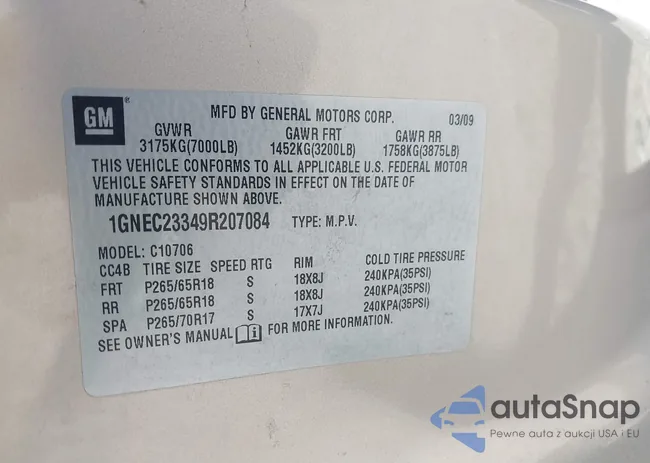 GM® MFD BY GENERAL MOTORS CORP. 03/09
GVWR GAWR FRT GAWR RR
3175KG(7000LB) 1452KG(3200LB) 1758KG(3875LB)
THIS VEHICLE CONFORMS TO ALL APPLICABLE U.S. FEDERAL MOTOR
VEHICLE SAFETY STANDARDS IN EFFECT ON THE DATE OF
MANUFACTURE SHOWN ABOVE.
1GNEC23349R207084 TYPE: M.P.V.
MODEL: C10706
CC4B TIRE SIZE SPEED RTG RIM COLD TIRE PRESSURE
FRT P265/65R18 S 18X8J 240KPA(35PSI)
RR P265/65R18 S 18X8J 240KPA(35PSI)
SPA P265/70R17 S 17X7J 240KPA(35PSI)
SEE OWNER'S MANUAL FOR MORE INFORMATION.
autaSnap
Pewne auta z aukcji USA i EU